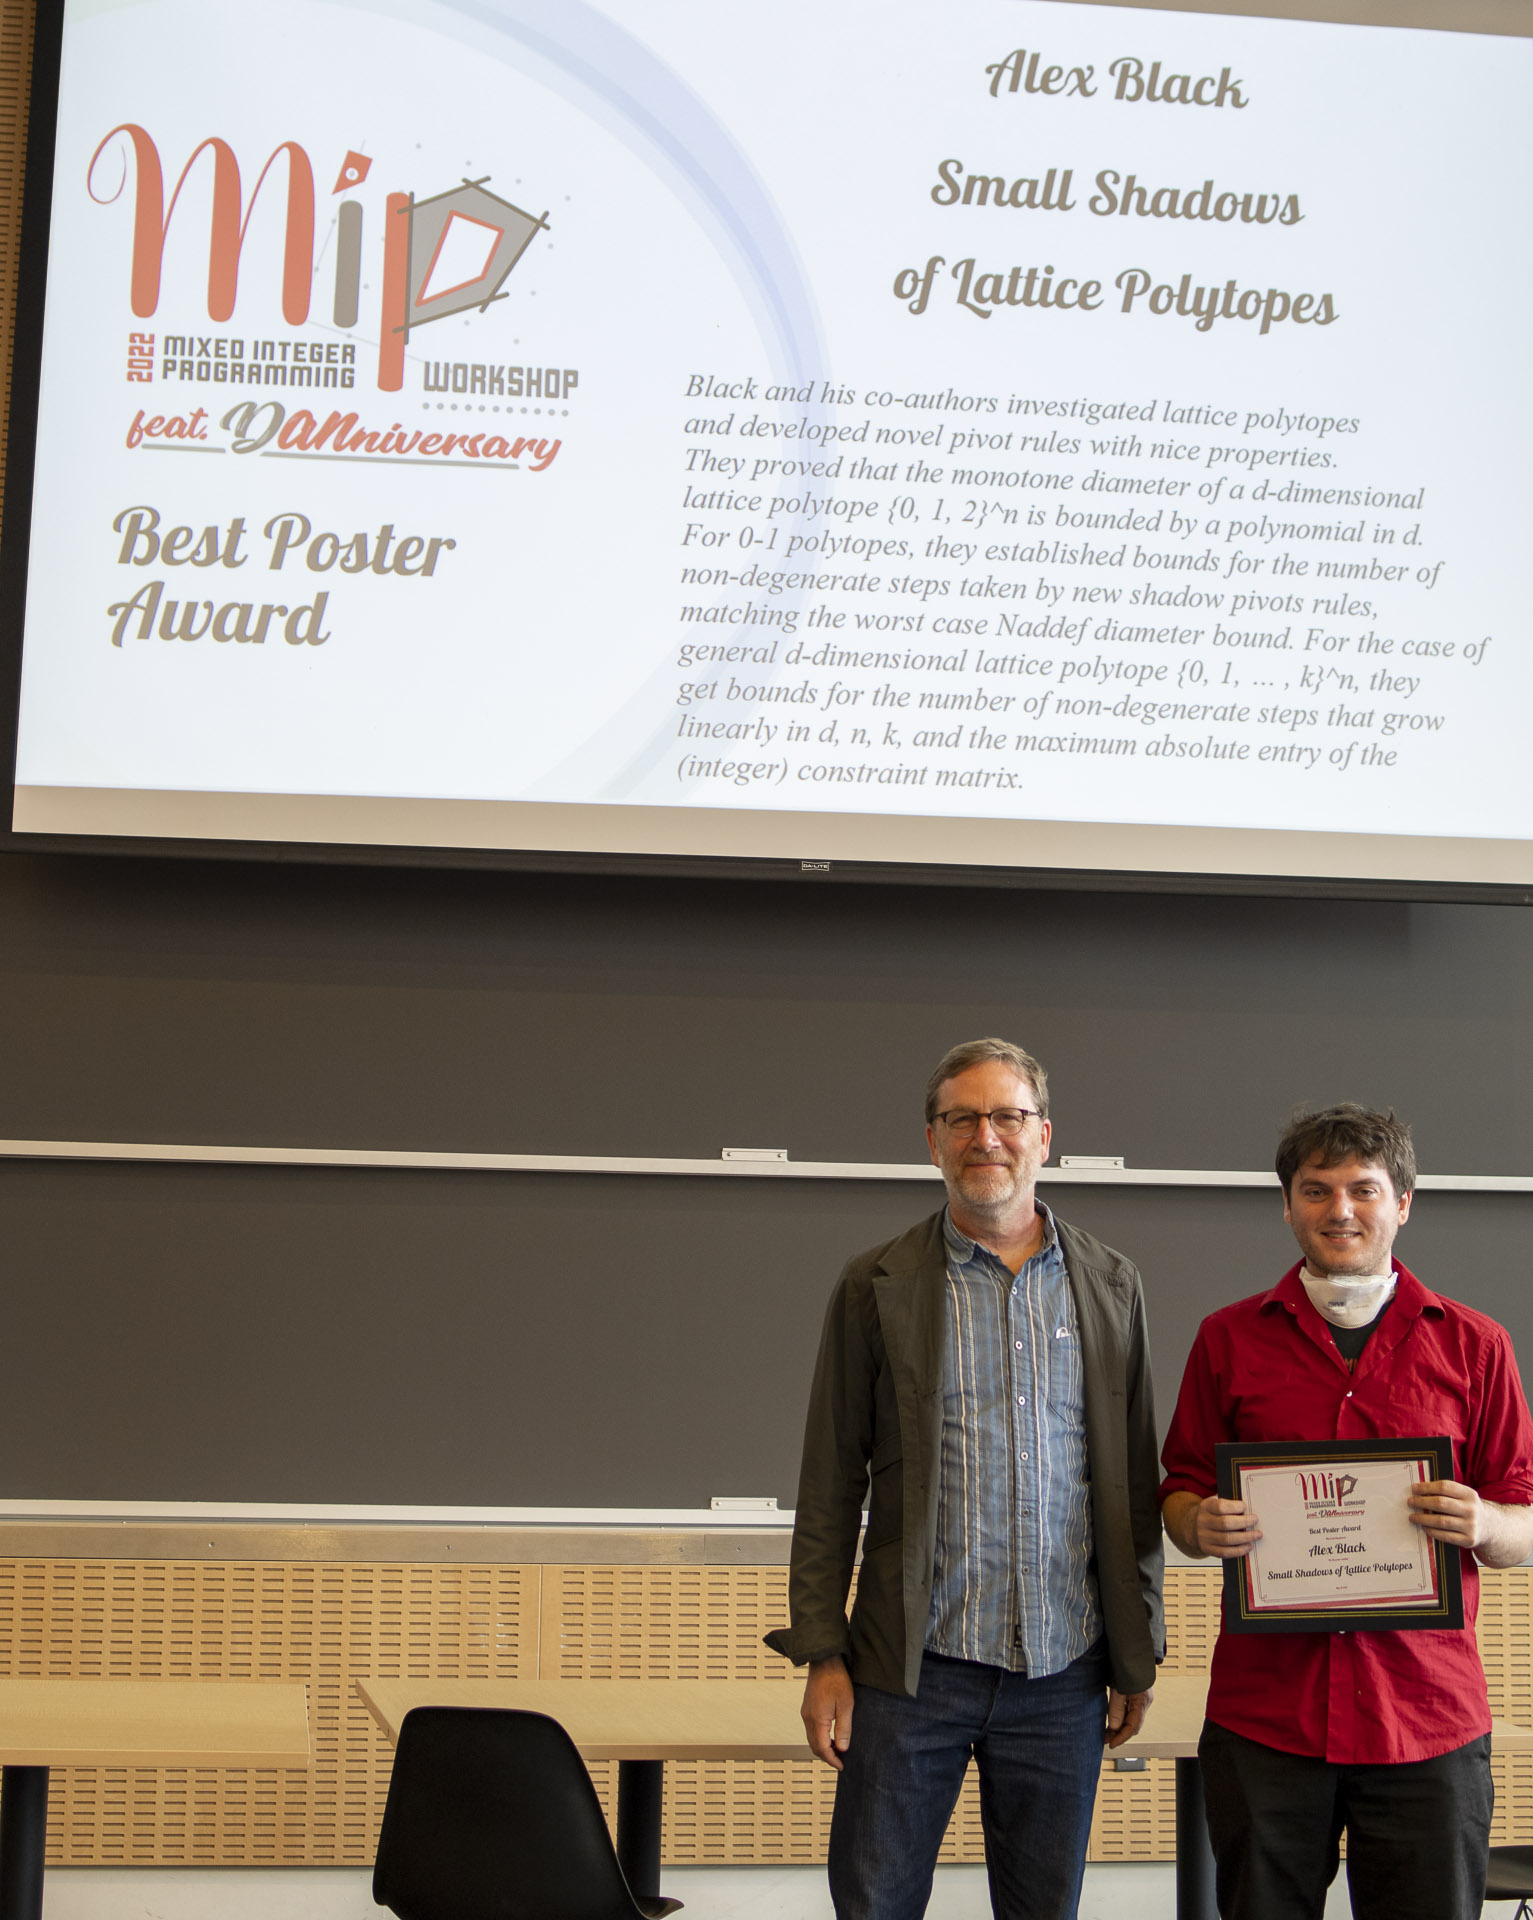 mip
2022
MIXED INTEGER
PROGRAMMING
WORKSHOP
feat. DANniversary
Best Poster
Award
Alex Black
Small Shadows
of Lattice Polytopes
Black and his co-authors investigated lattice polytopes
and developed novel pivot rules with nice properties.
They proved that the monotone diameter of a d-dimensional
lattice polytope {0, 1, 2}^n is bounded by a polynomial in d.
For 0-1 polytopes, they established bounds for the number of
non-degenerate steps taken by new shadow pivots rules,
matching the worst case Naddef diameter bound. For the case of
general d-dimensional lattice polytope {0, 1, ... , k}^n, they
get bounds for the number of non-degenerate steps that grow
linearly in d, n, k, and the maximum absolute entry of the
(integer) constraint matrix.
DA-LITE
mip
MIXED INTEGER
PROGRAMMING
WORKSHOP
feat. DANniversary
Best Poster Award
Alex Black
Small Shadows of Lattice Polytopes